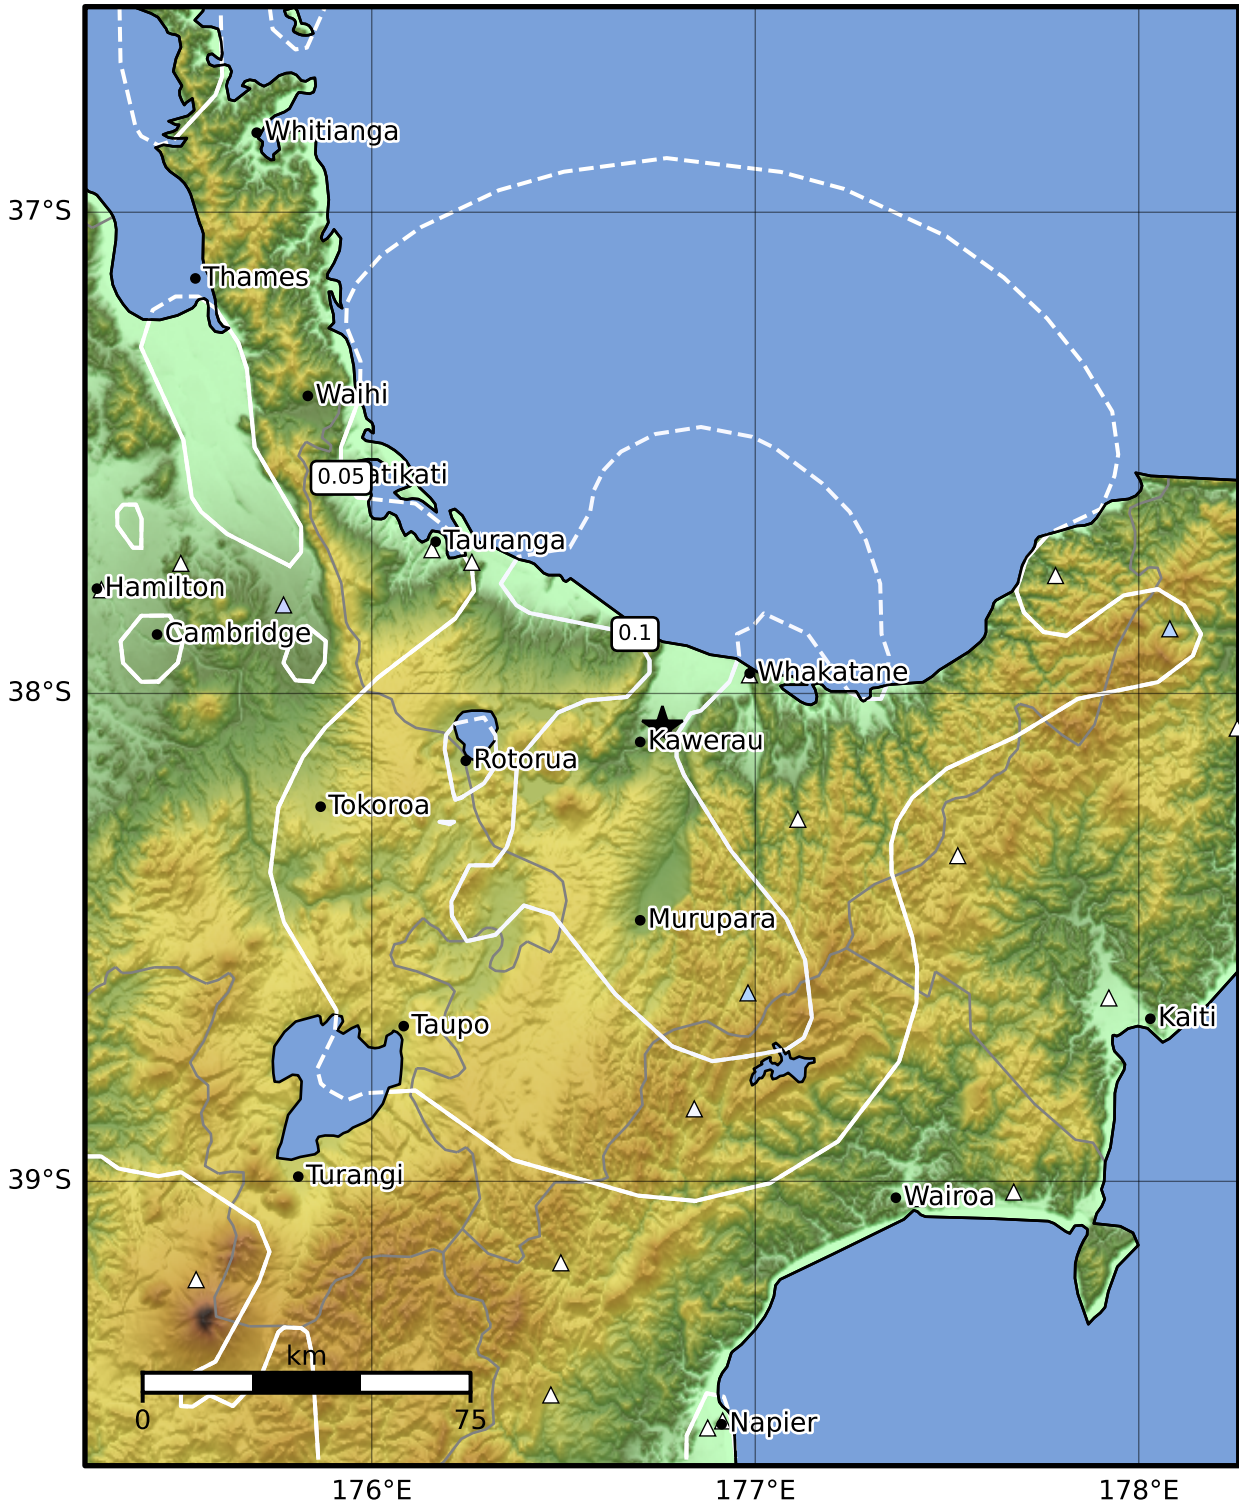 Whitianga
37°S
Thames
Waihi
0.05
atikati
Tauranga
Hamilton
Cambridge
0.1
Whakatane
38°S
Kawerau
Rotorua
Tokoroa
Murupara
Kaiti
Taupo
Turangi
39°S
Wairoa
km
0 75
Napier
176°E 177°E 178°E